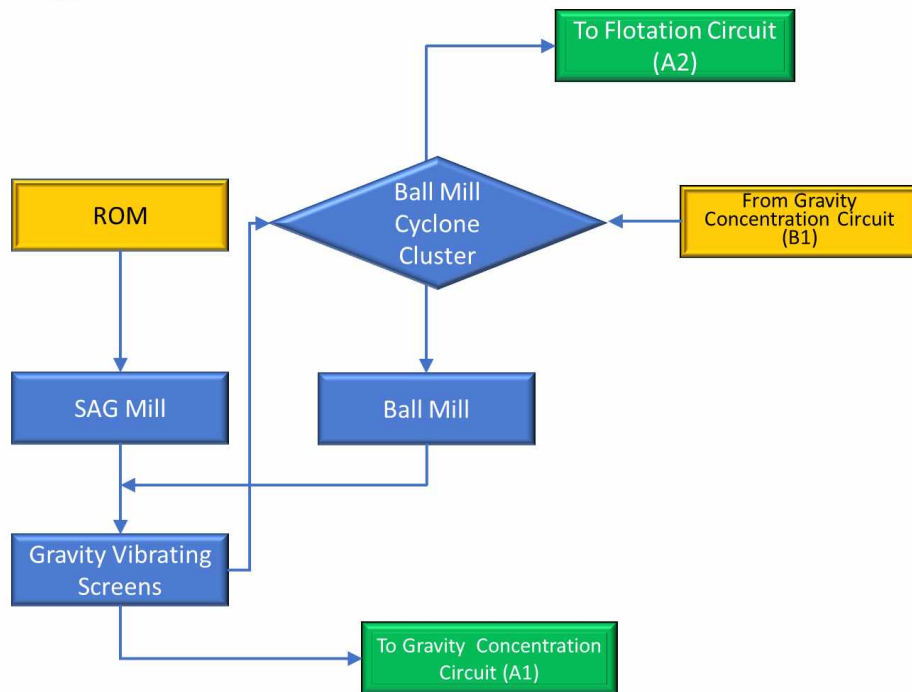 To Flotation Circuit
(A2)
Ball Mill
Cyclone
Cluster
ROM
From Gravity
Concentration Circuit
(B1)
SAG Mill
Ball Mill
Gravity Vibrating
Screens
To Gravity Concentration
Circuit (A1)